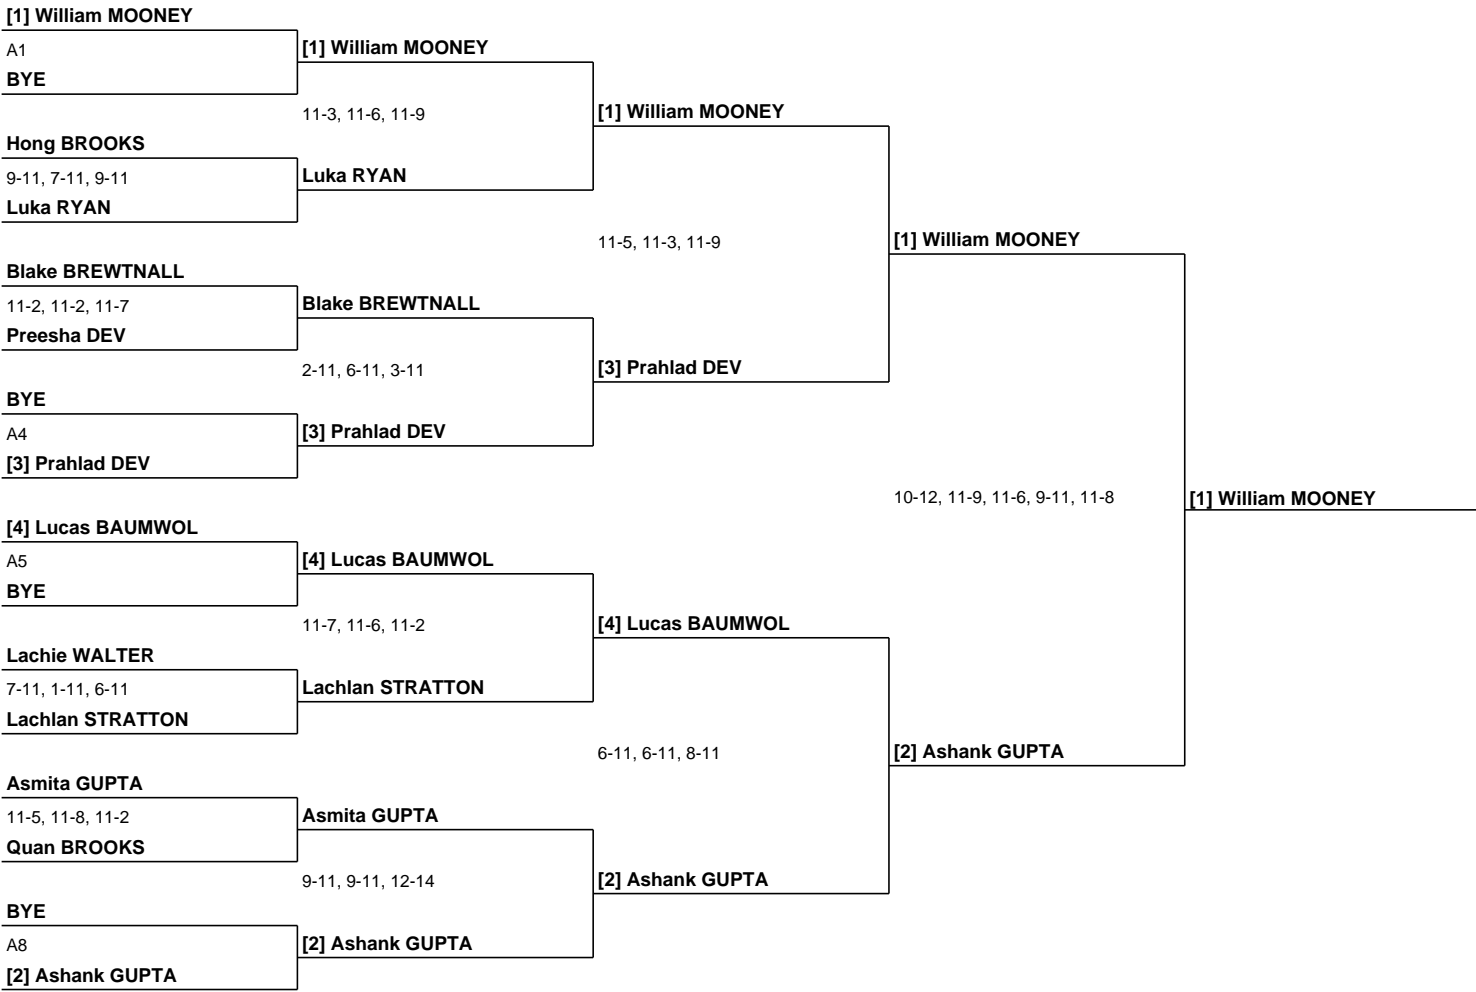 [1] William MOONEY
A1
BYE
Hong BROOKS
9-11, 7-11, 9-11
Luka RYAN
Blake BREWTNALL
11-2, 11-2, 11-7
Preesha DEV
BYE
A4
[3] Prahlad DEV
[4] Lucas BAUMWOL
A5
BYE
Lachie WALTER
7-11, 1-11, 6-11
Lachlan STRATTON
Asmita GUPTA
11-5, 11-8, 11-2
Quan BROOKS
BYE
A8
[2] Ashank GUPTA
[1] William MOONEY
11-3, 11-6, 11-9
Luka RYAN
Blake BREWTNALL
2-11, 6-11, 3-11
[3] Prahlad DEV
[4] Lucas BAUMWOL
11-7, 11-6, 11-2
Lachlan STRATTON
Asmita GUPTA
9-11, 9-11, 12-14
[2] Ashank GUPTA
[1] William MOONEY
11-5, 11-3, 11-9
[3] Prahlad DEV
[4] Lucas BAUMWOL
6-11, 6-11, 8-11
[2] Ashank GUPTA
[1] William MOONEY
10-12, 11-9, 11-6, 9-11, 11-8
[2] Ashank GUPTA
[1] William MOONEY